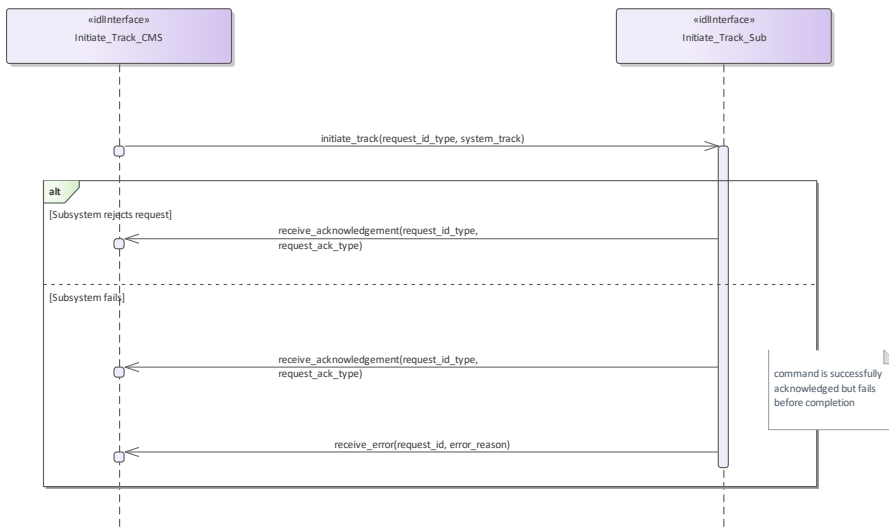 «idlInterface»
Initiate_Track_CMS
«idlInterface»
Initiate_Track_Sub
initiate_track(request_id_type, system_track)
alt
[Subsystem rejects request]
receive_acknowledgement(request_id_type,
request_ack_type)
[Subsystem fails]
receive_acknowledgement(request_id_type,
request_ack_type)
command is successfully
acknowledged but fails
before completion
receive_error(request_id, error_reason)